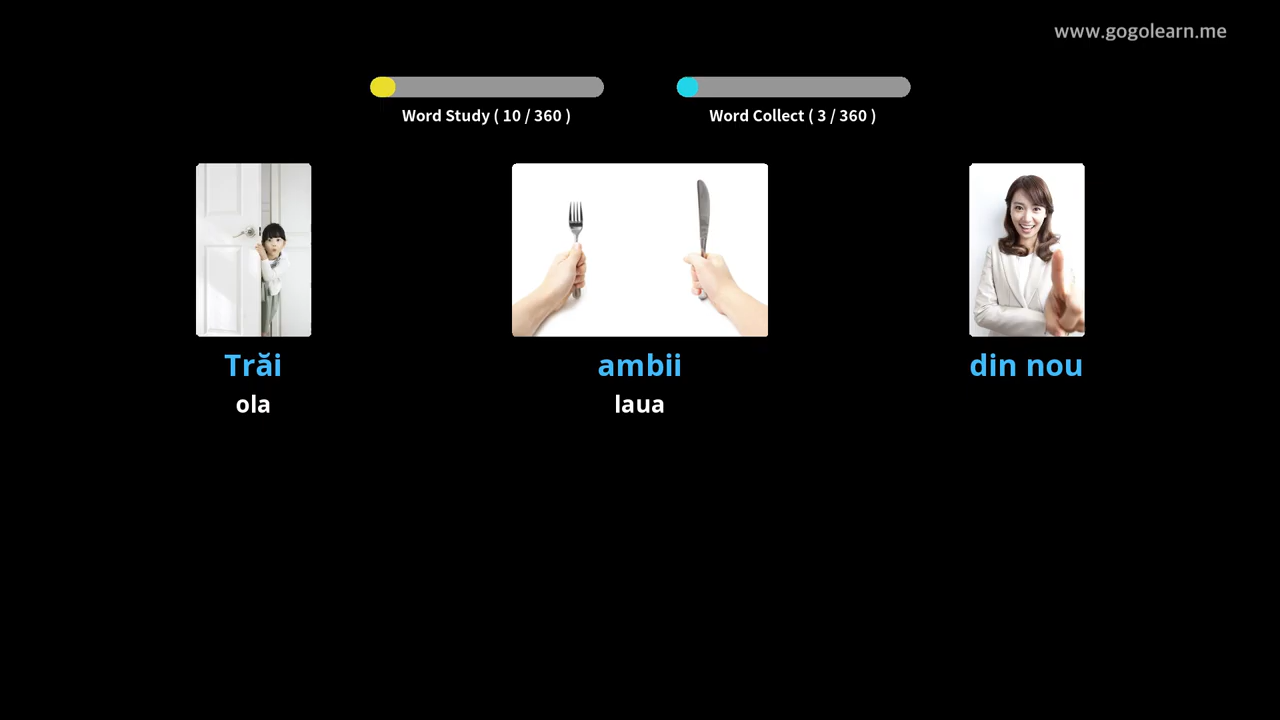 www.gogolearn.me
Word Study ( 10 / 360 )
Word Collect ( 3 / 360 )
Trăi
ola
ambii
laua
din nou